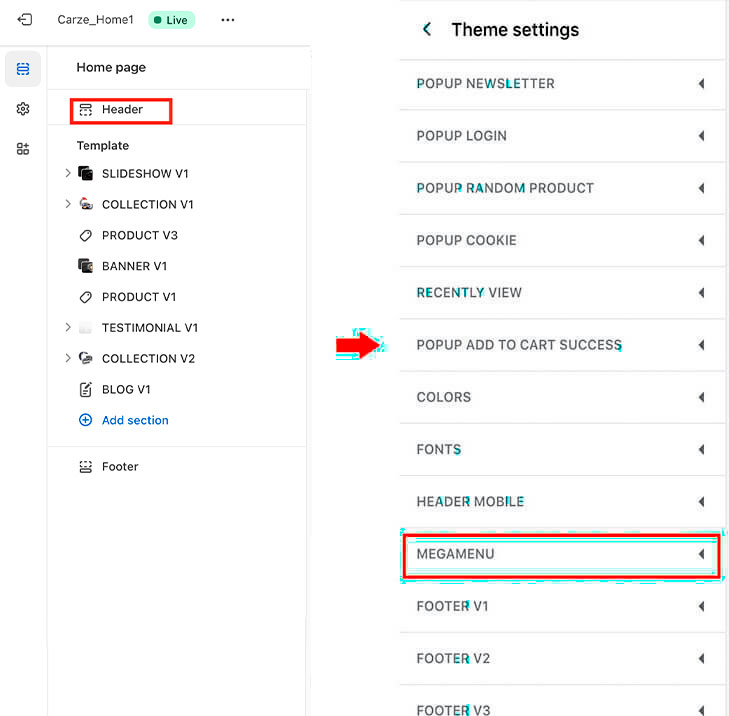 Carze_Home1
Live
Home page
Header
Template
SLIDESHOW V1
COLLECTION V1
PRODUCT V3
BANNER V1
PRODUCT V1
TESTIMONIAL V1
COLLECTION V2
BLOG V1
Add section
Footer
Theme settings
POPUP NEWSLETTER
POPUP LOGIN
POPUP RANDOM PRODUCT
POPUP COOKIE
RECENTLY VIEW
POPUP ADD TO CART SUCCESS
COLORS
FONTS
HEADER MOBILE
MEGAMENU
FOOTER V1
FOOTER V2
FOOTER V3